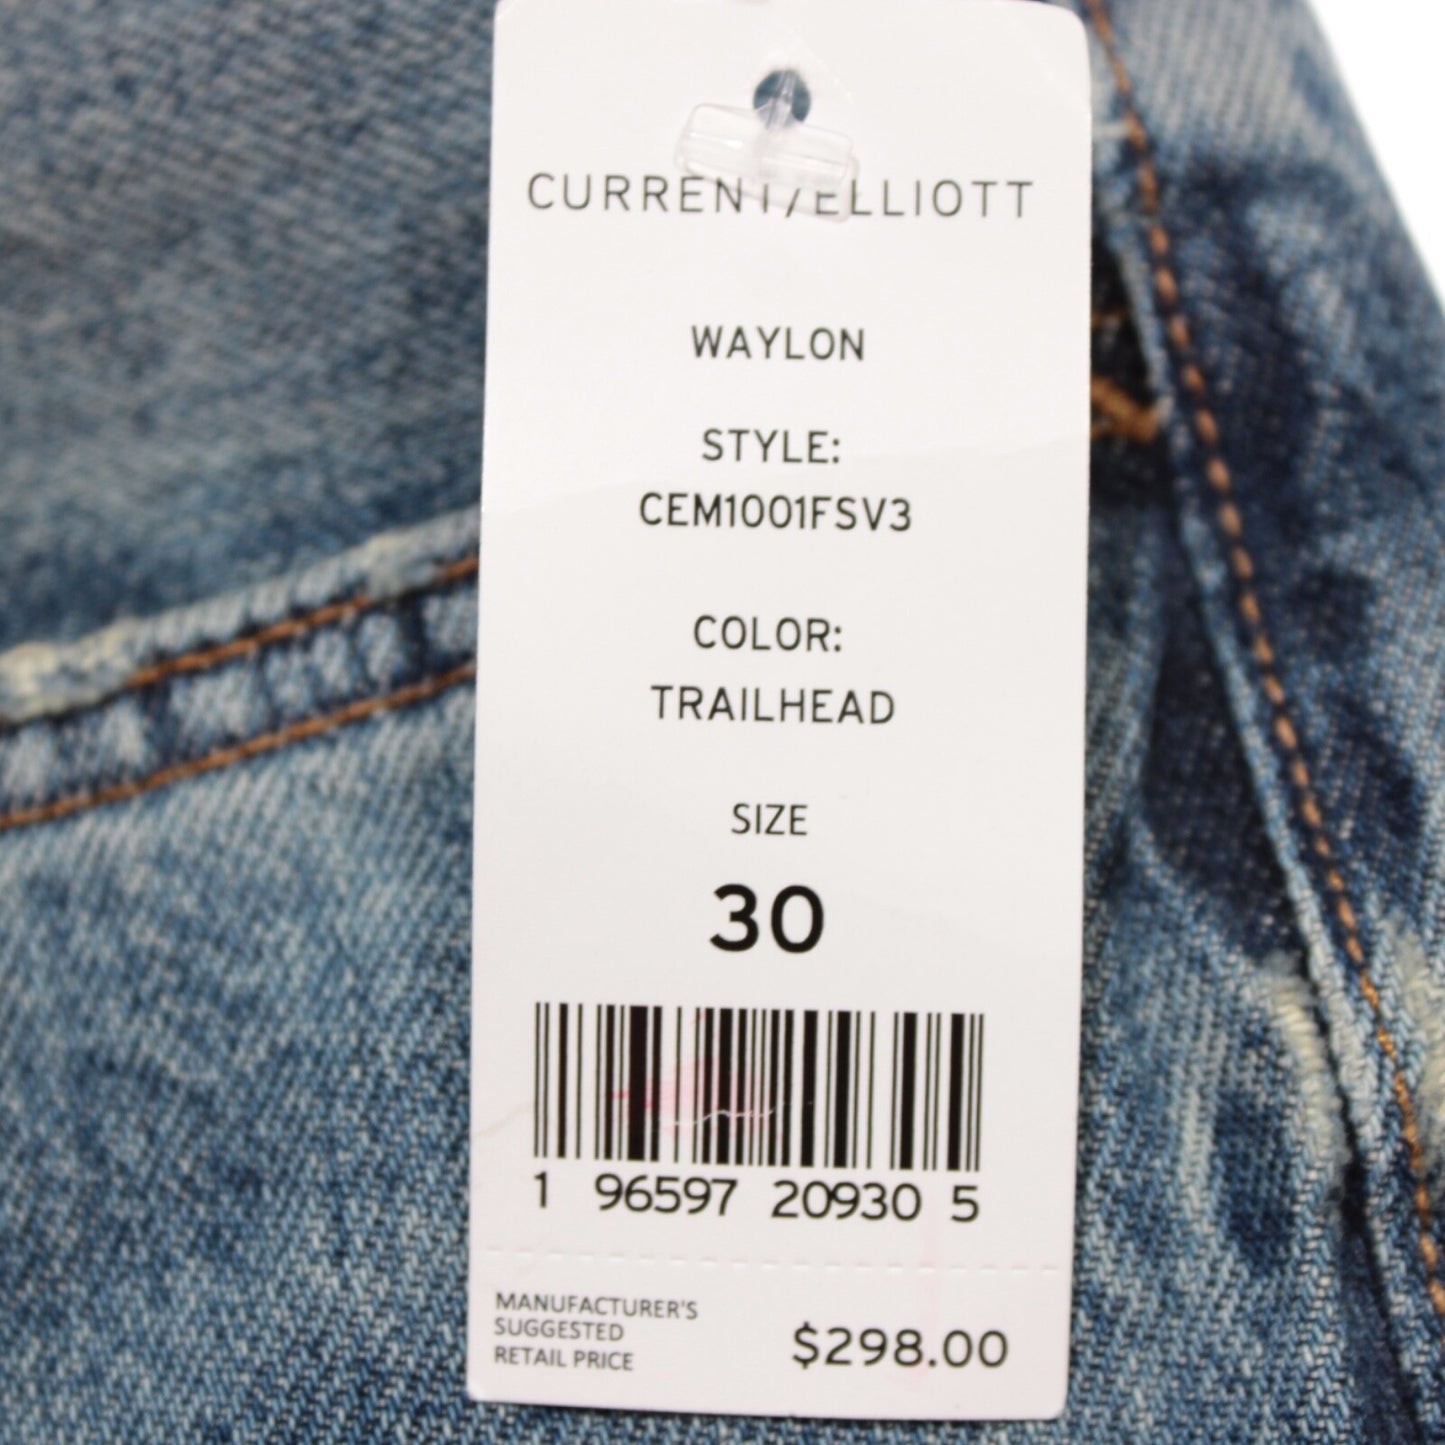 CURRENT/ELLIOTT
WAYLON
STYLE:
CEM1001FSV3
COLOR:
TRAILHEAD
SIZE
30
1 96597 20930 5
MANUFACTURER'S
SUGGESTED
RETAIL PRICE
$298.00